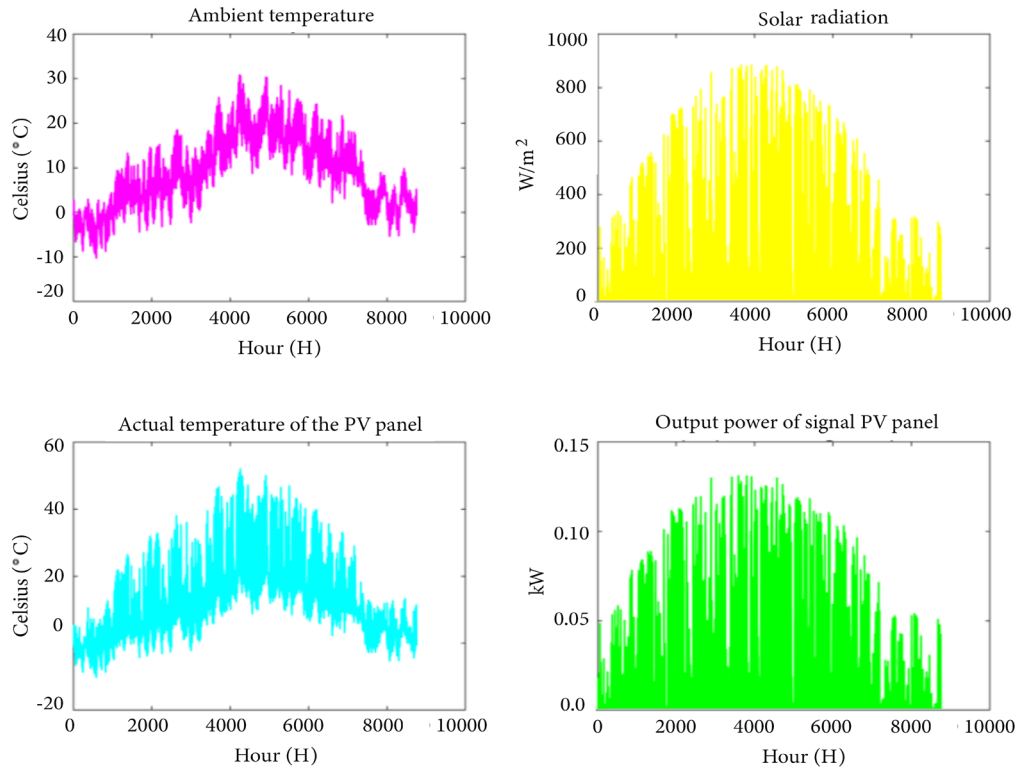 Ambient temperature
40
30
20
10
0
-10
-20
Celsius (°C)
0 2000 4000 6000 8000 10000
Hour (H)
Solar radiation
1000
800
600
400
200
0
W/m²
0 2000 4000 6000 8000 10000
Hour (H)
Actual temperature of the PV panel
60
40
20
0
-20
Celsius (°C)
0 2000 4000 6000 8000 10000
Hour (H)
Output power of signal PV panel
0.15
0.10
0.05
0.0
kW
0 2000 4000 6000 8000 10000
Hour (H)